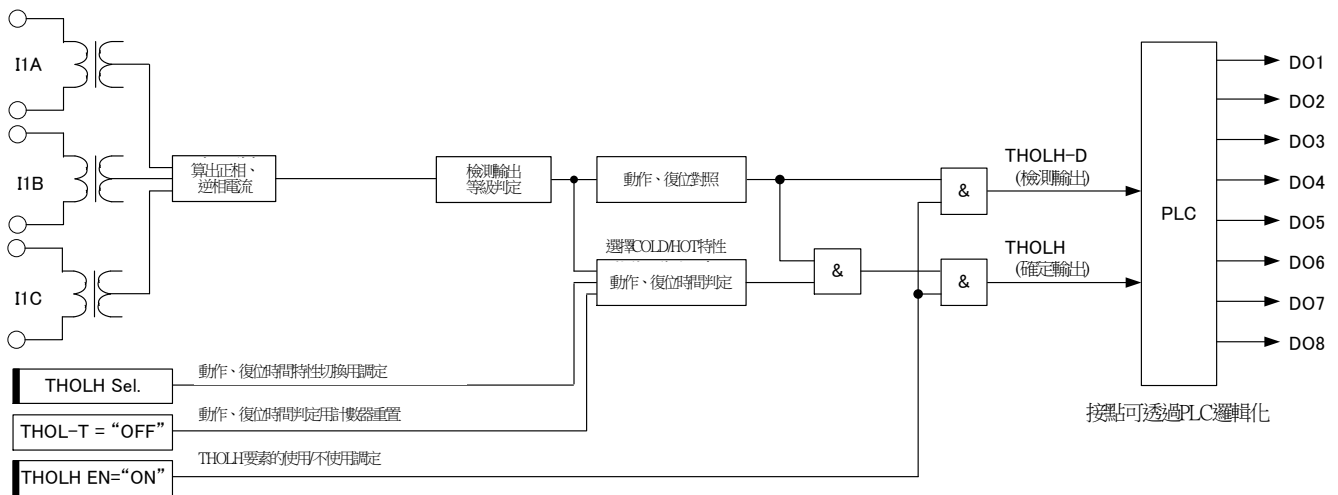 I1A
I1B
I1C
算出正相、
逆相電流
檢測輸出
等級判定
動作、復位對照
選擇COLD/HOT特性
動作、復位時間判定
&
&
&
THOLH-D
(檢測輸出)
THOLH
(確定輸出)
PLC
DO1
DO2
DO3
DO4
DO5
DO6
DO7
DO8
接點可透過PLC邏輯化
THOLH Sel.
動作、復位時間特性切換用調定
THOL-T = “OFF”
動作、復位時間判定用計數器重置
THOLH EN=“ON”
THOLH要素的使用/不使用調定